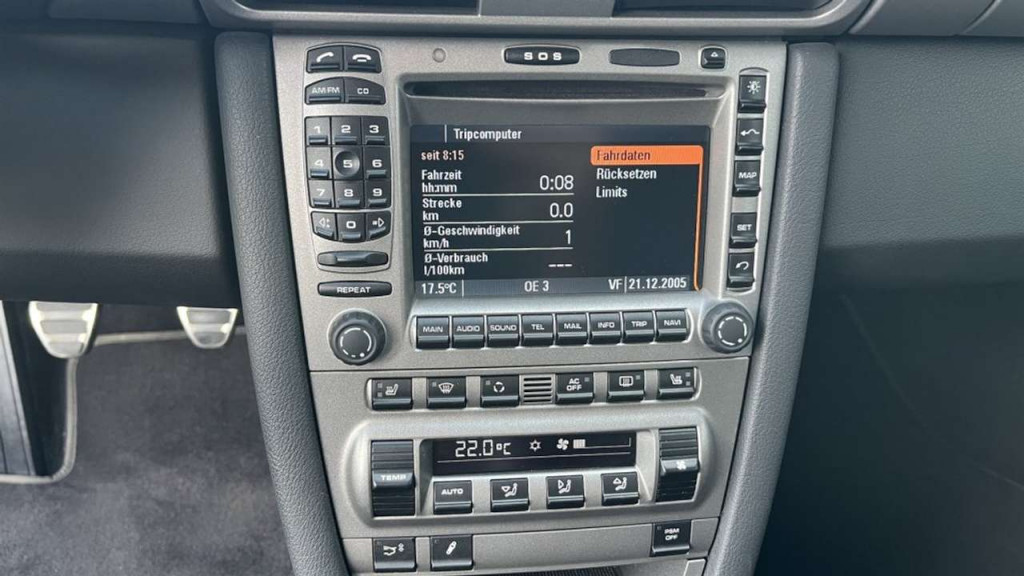 SOS
AM FM CD
1 2 3
4 5 6
7 8 9
0
REPEAT
Tripcomputer
seit 8:15
Fahrzeit
hh:mm 0:08
Strecke
km 0.0
Ø-Geschwindigkeit
km/h 1
Ø-Verbrauch
l/100km ---
Fahrdaten
Rücksetzen
Limits
17.5°C OE 3 VF 21.12.2005
MAP
SET
MAIN AUDIO SOUND TEL MAIL INFO TRIP NAVI
AC
OFF
22.0°C
TEMP
AUTO
PSM
OFF